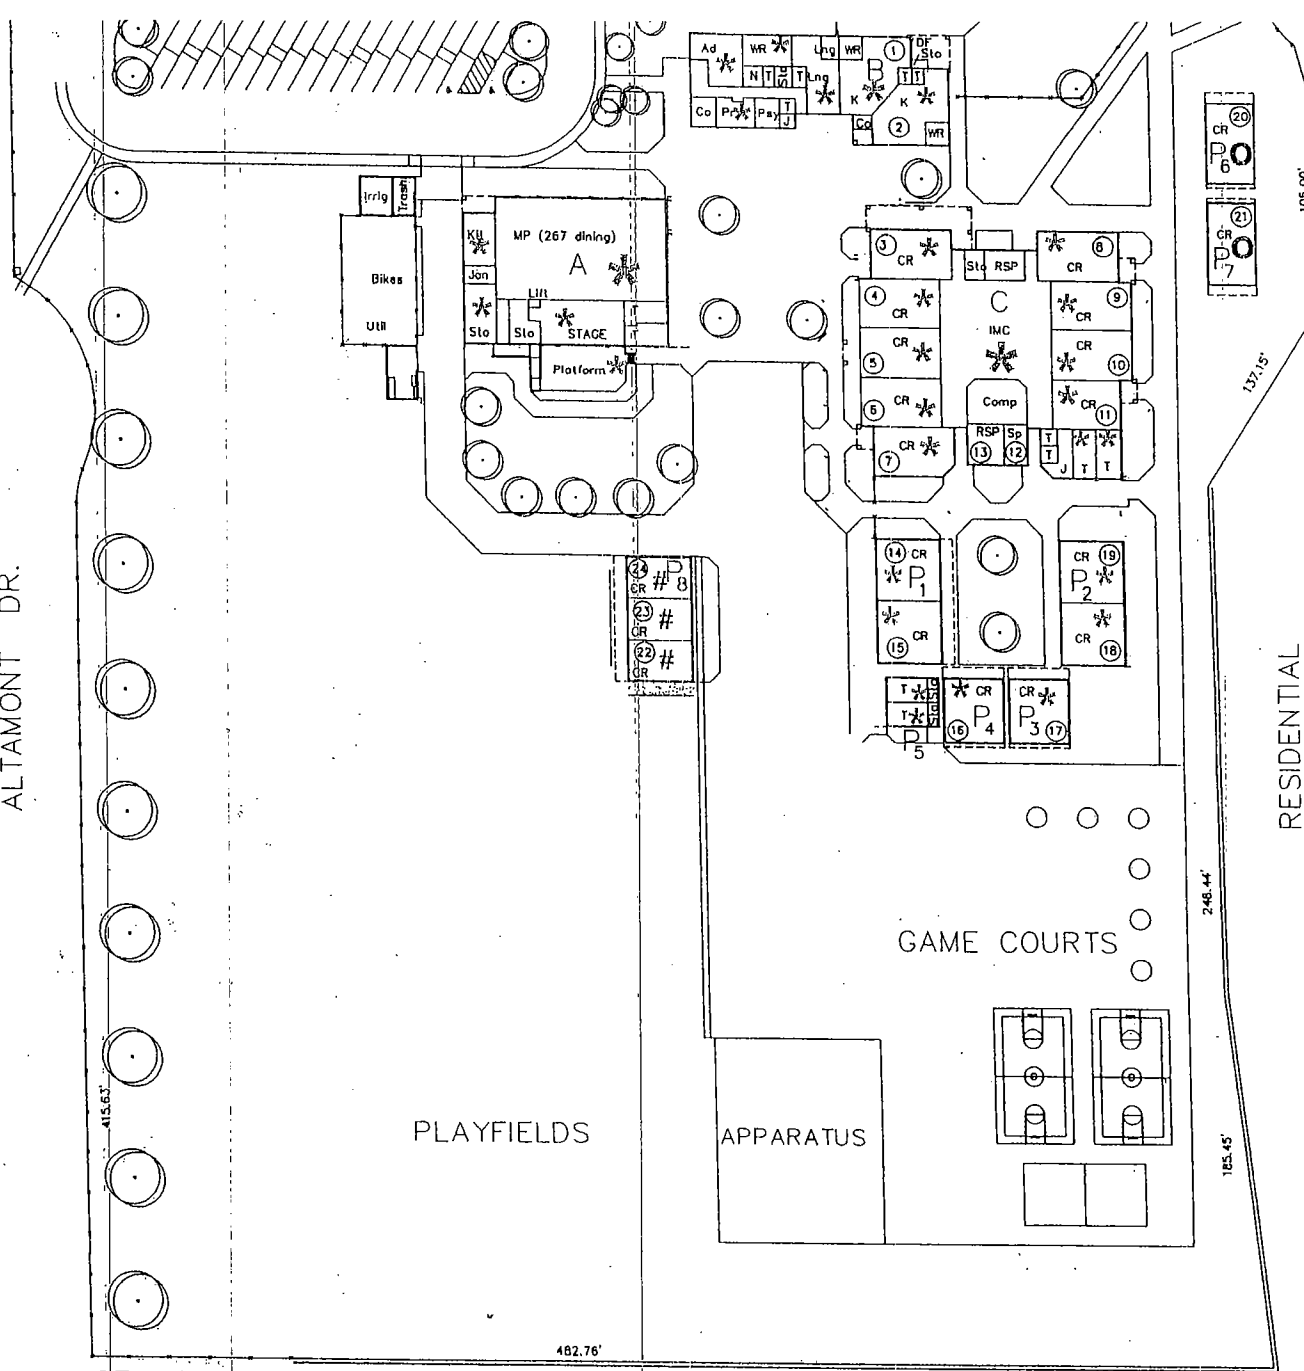 Ad
WR
Lng
WR
1
DF
Sto
B
N
T
Sto
T
Lng
T
T
K
K
Co
Pr
Psy
T
J
Co
2
WR
20
CR
P6
21
CR
P7
106.00'
Irrig
Trash
Kit
MP (267 dining)
A
Jan
Bikes
Util
Lift
Sto
Sto
STAGE
Platform
3
CR
Sto
RSP
8
CR
4
CR
C
9
CR
IMC
5
CR
CR
10
6
CR
Comp
CR
11
7
CR
RSP
13
Sp
12
T
T
J
T
T
137.15'
14
CR
P1
CR
19
P2
15
CR
CR
18
24
P8
CR
#
23
CR
#
22
CR
#
T
Sto
T
Sto
P5
CR
16
P4
CR
P3
17
ALTAMONT DR.
RESIDENTIAL
248.44'
GAME COURTS
415.63'
PLAYFIELDS
APPARATUS
185.45'
482.76'